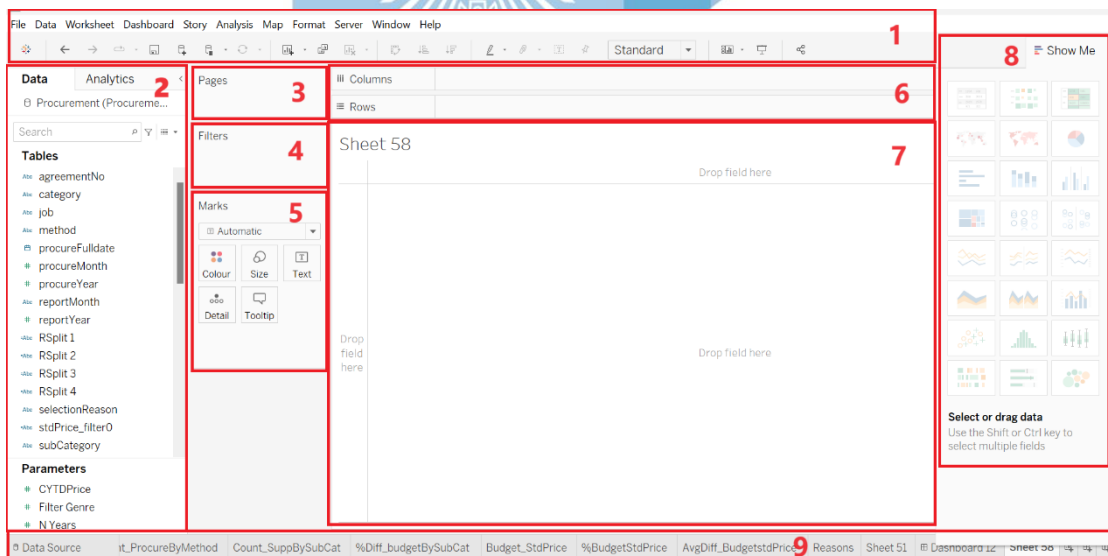 File Data Worksheet Dashboard Story Analysis Map Format Server Window Help
1
Standard
Data Analytics
2
Procurement (Procureme...
Search
Tables
agreementNo
category
job
method
procureFulldate
procureMonth
procureYear
reportMonth
reportYear
RSplit 1
RSplit 2
RSplit 3
RSplit 4
selectionReason
stdPrice_filter0
subCategory
Parameters
CYTDPrice
Filter Genre
N Years
Pages
3
Filters
4
Marks
5
Automatic
Colour Size Text
Detail Tooltip
Columns
6
Rows
Sheet 58
7
Drop field here
Drop
field
here
Drop field here
8
Show Me
Select or drag data
Use the Shift or Ctrl key to
select multiple fields
9
Data Source nt_ProcureByMethod Count_SuppBySubCat %Diff_budgetBySubCat Budget_StdPrice %BudgetStdPrice AvgDiff_BudgetstdPrice Reasons Sheet 51 Dashboard 12 Sheet 58